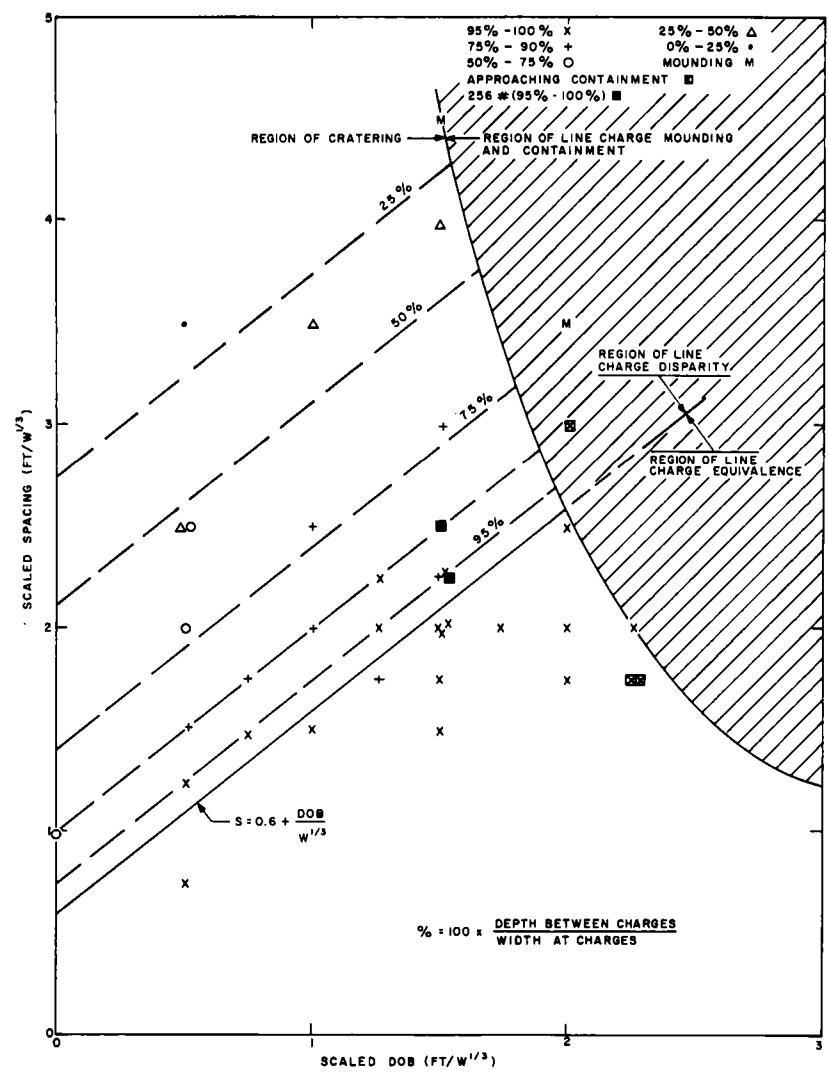 95% - 100% X 25% - 50% △
75% - 90% + 0% - 25% •
50% - 75% O MOUNDING M
APPROACHING CONTAINMENT ⊠
256 # (95% - 100%) ■
REGION OF CRATERING
REGION OF LINE CHARGE MOUNDING
AND CONTAINMENT
25%
50%
75%
95%
M
M
REGION OF LINE
CHARGE DISPARITY
REGION OF LINE
CHARGE EQUIVALENCE
S = 0.6 + DOB
W1/3
% = 100 x DEPTH BETWEEN CHARGES
WIDTH AT CHARGES
SCALED SPACING (FT/W1/3)
5
4
3
2
1
0
0 1 2 3
SCALED DOB (FT/W1/3)